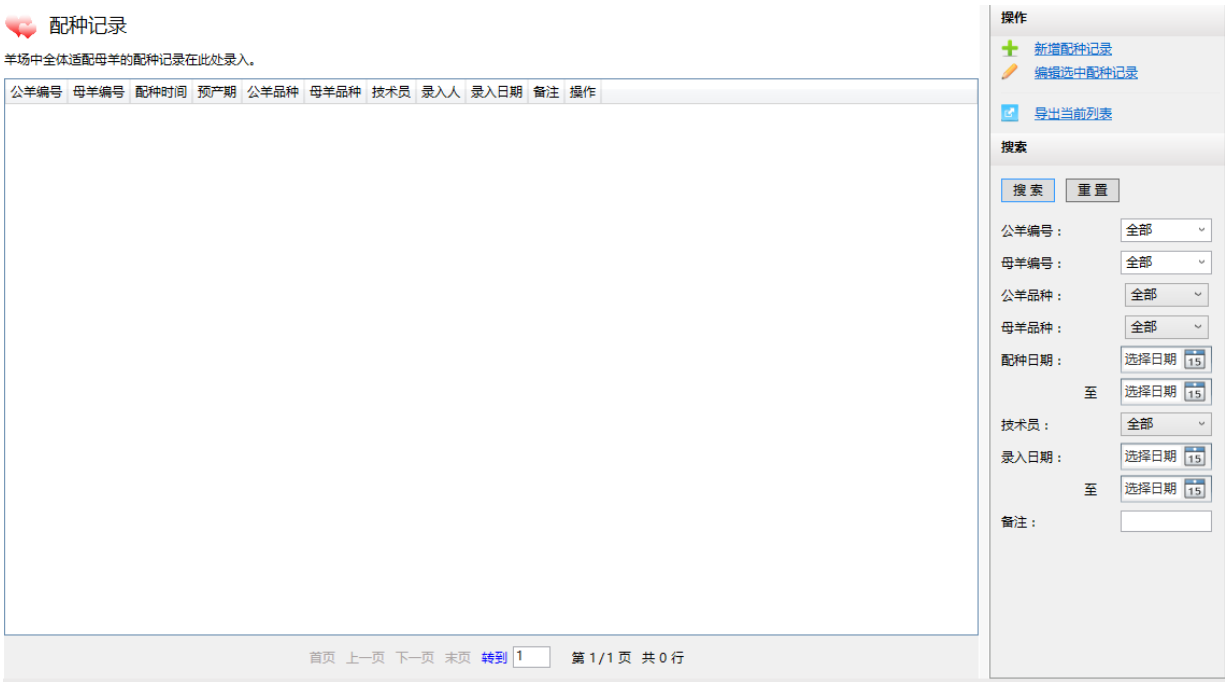 配种记录
羊场中全体适配母羊的配种记录在此处录入。
公羊编号 母羊编号 配种时间 预产期 公羊品种 母羊品种 技术员 录入人 录入日期 备注 操作
首页 上一页 下一页 末页 转到 1 第 1/1 页 共 0 行
操作
新增配种记录
编辑选中配种记录
导出当前列表
搜索
搜 索 重 置
公羊编号： 全部
母羊编号： 全部
公羊品种： 全部
母羊品种： 全部
配种日期： 选择日期 15
至 选择日期 15
技术员： 全部
录入日期： 选择日期 15
至 选择日期 15
备注：